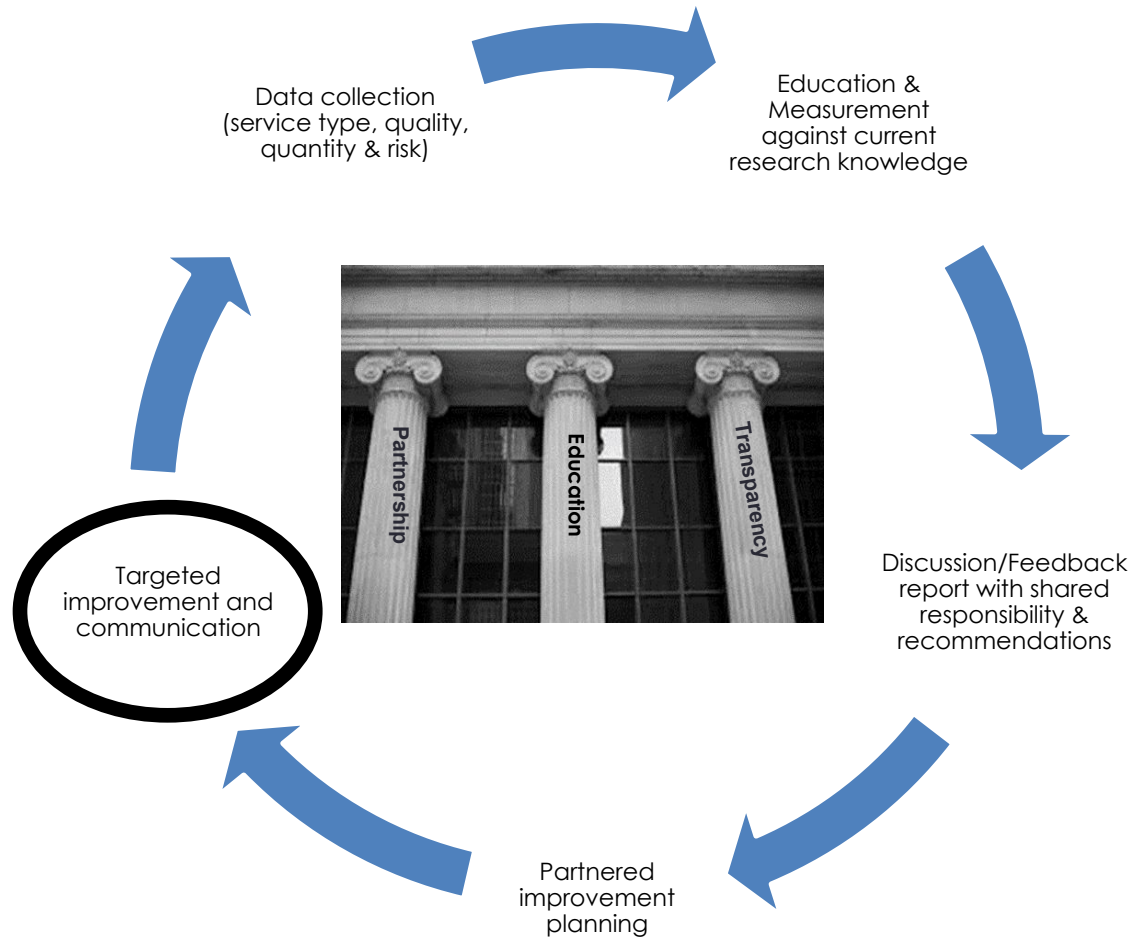 Data collection
(service type, quality,
quantity & risk)
Education &
Measurement
against current
research knowledge
Partnership
Education
Transparency
Targeted
improvement and
communication
Discussion/Feedback
report with shared
responsibility &
recommendations
Partnered
improvement
planning